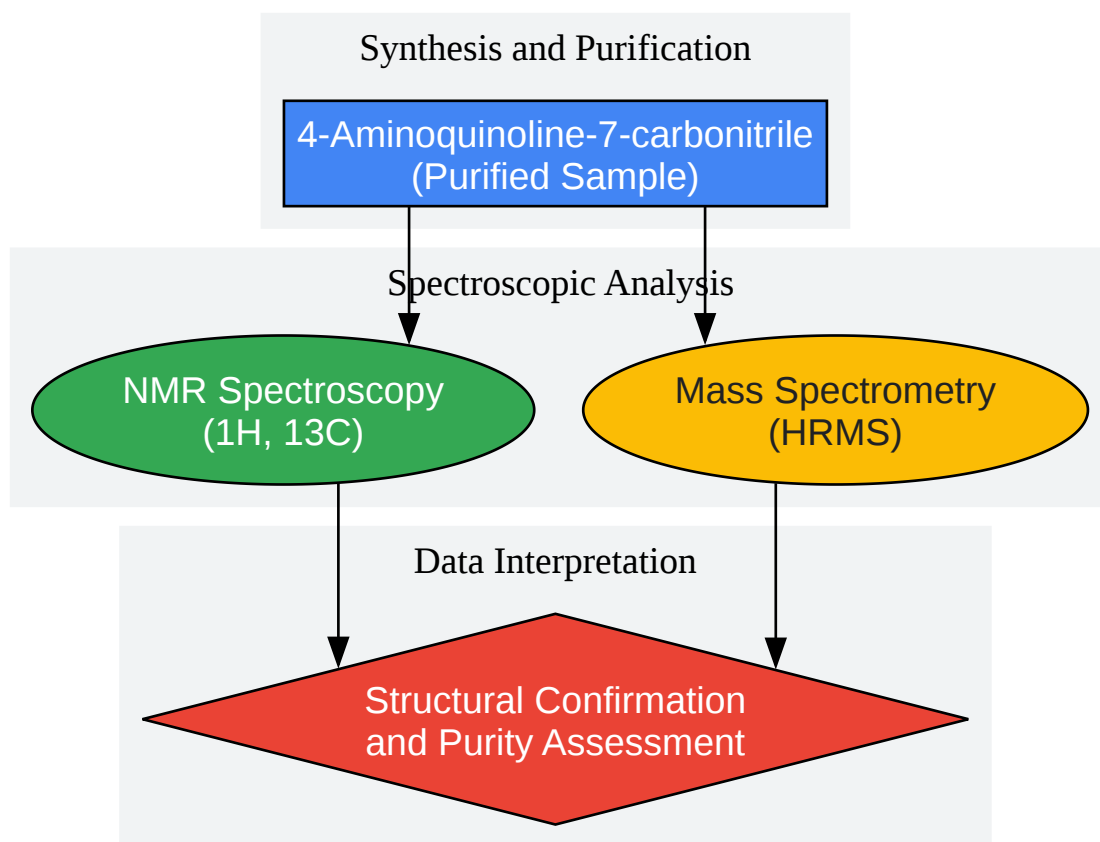 Synthesis and Purification
4-Aminoquinoline-7-carbonitrile
(Purified Sample)
Spectroscopic Analysis
NMR Spectroscopy
(1H, 13C)
Mass Spectrometry
(HRMS)
Data Interpretation
Structural Confirmation
and Purity Assessment